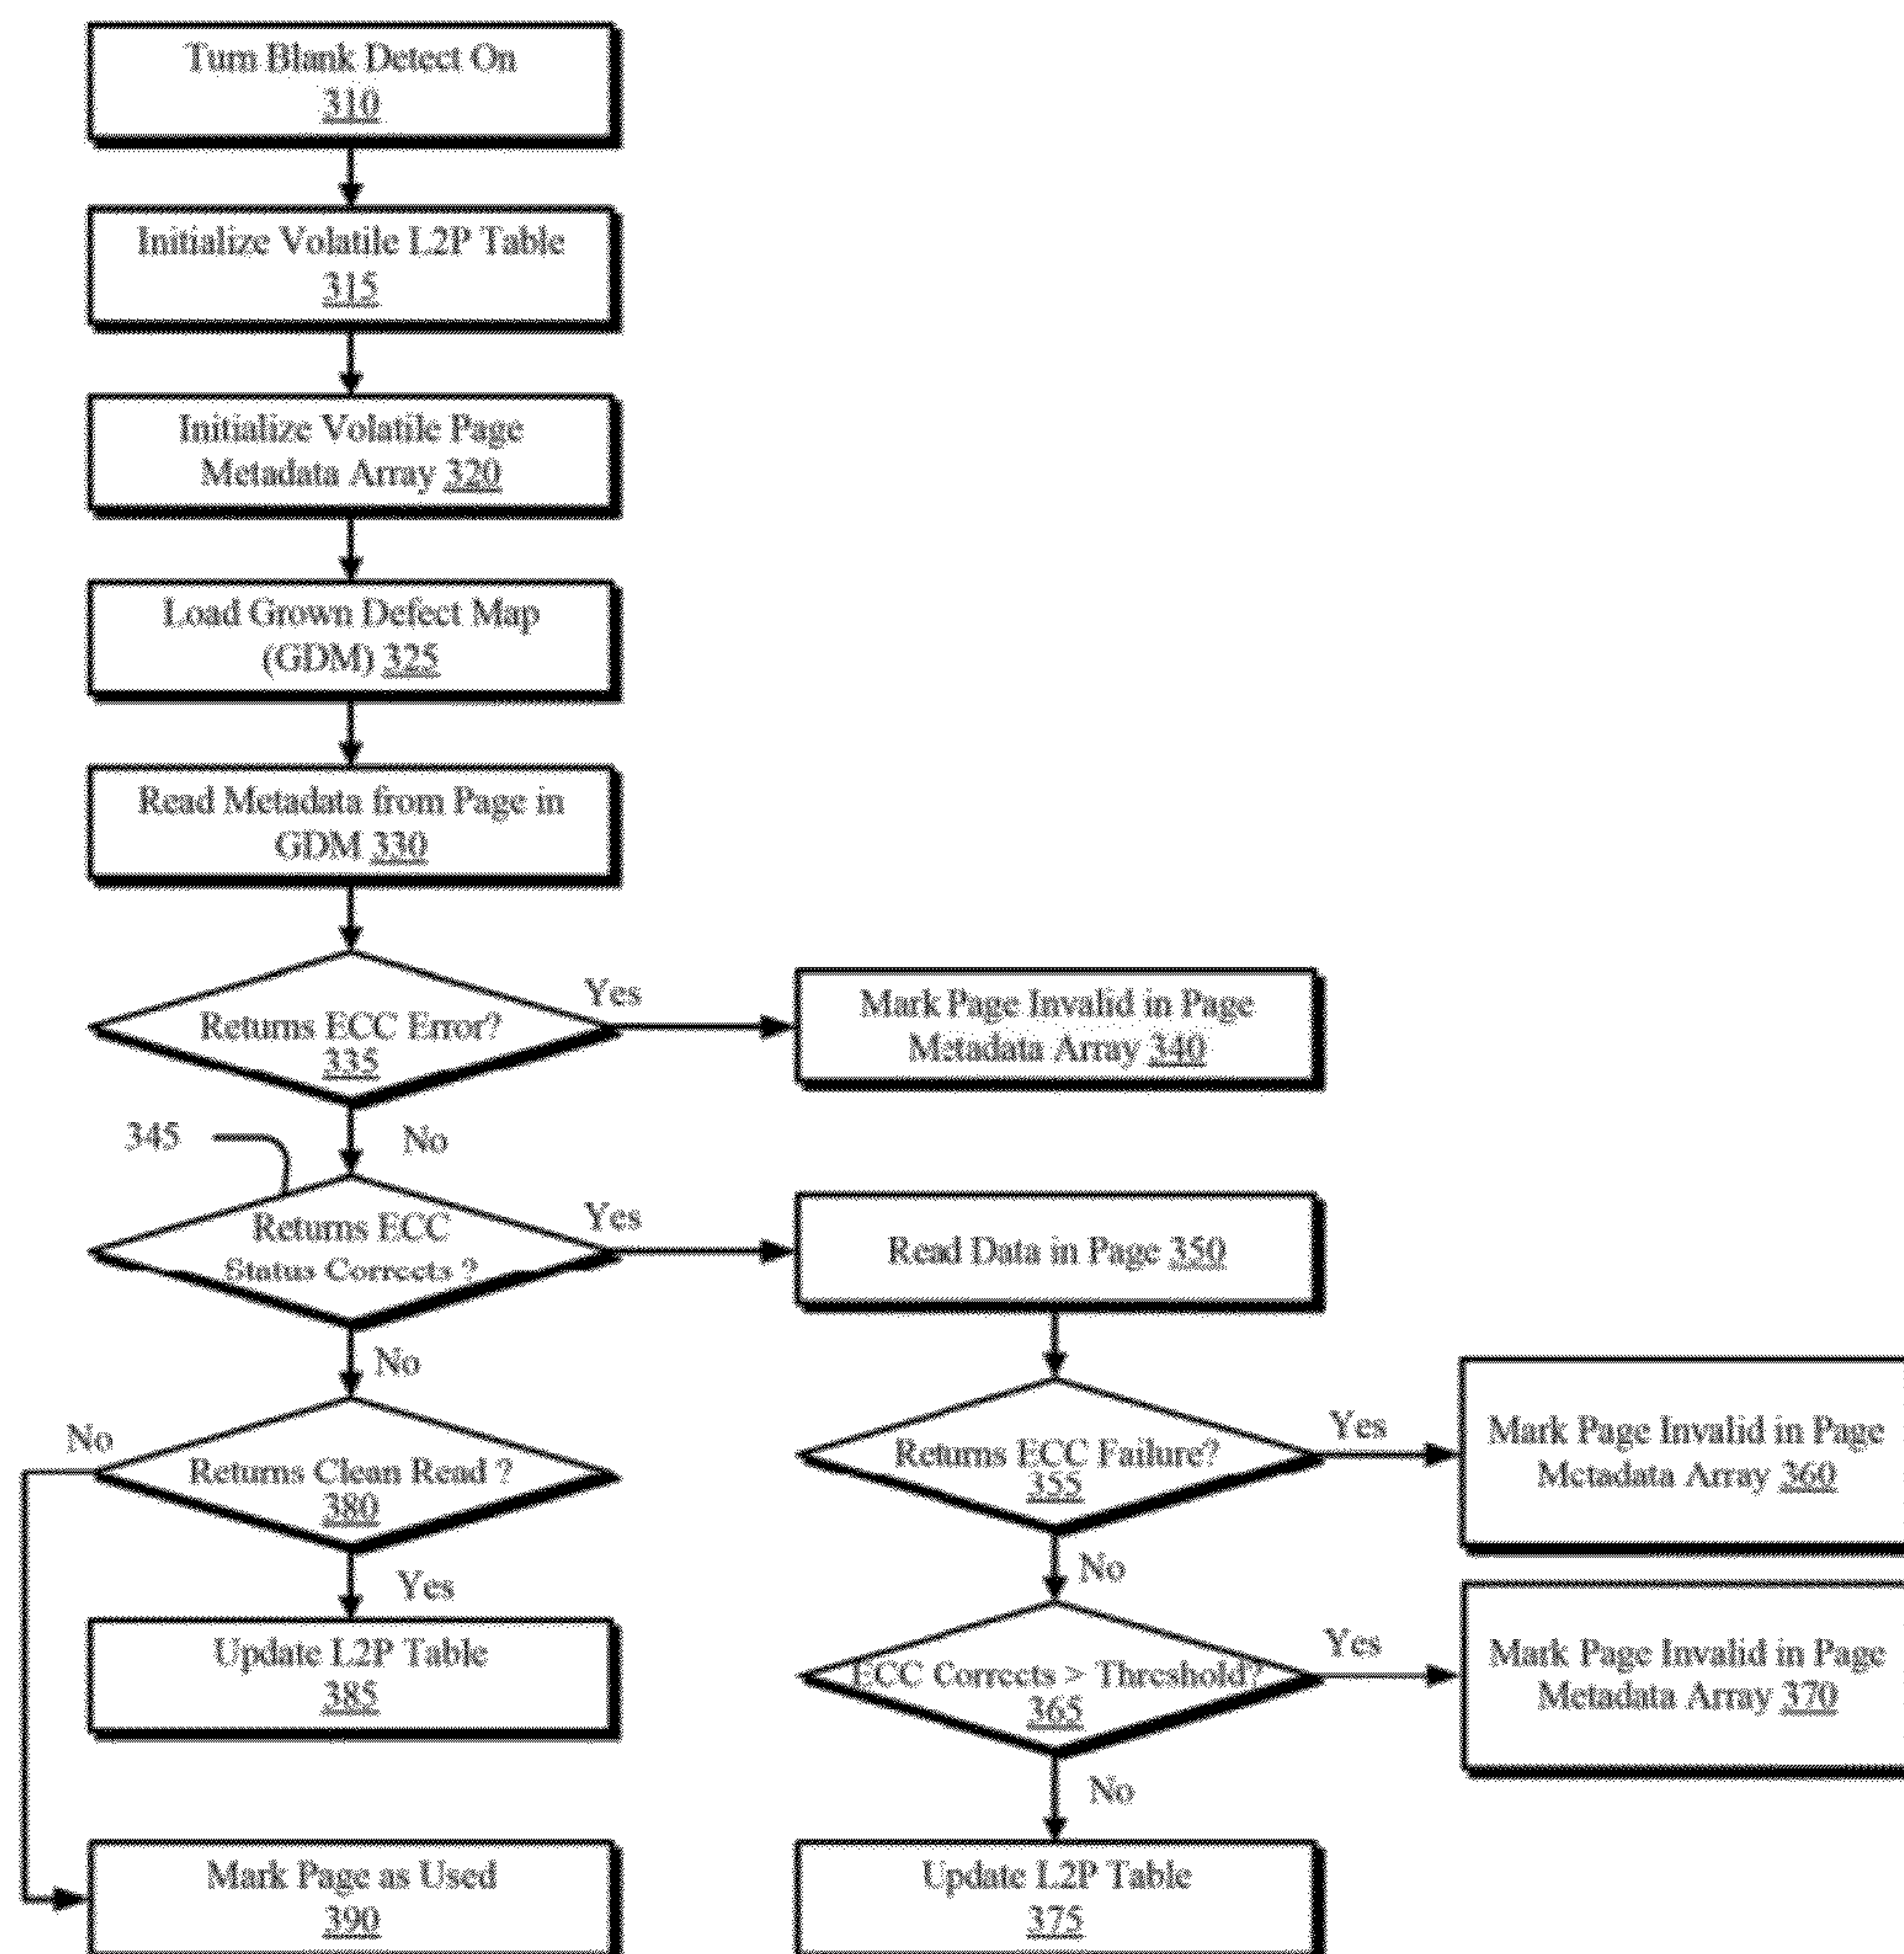 Turn Blank Detect On
310
Initialize Volatile L2P Table
315
Initialize Volatile Page
Metadata Array 320
Load Grown Defect Map
(GDM) 325
Read Metadata from Page in
GDM 330
Returns ECC Error?
335
Yes
Mark Page Invalid in Page
Metadata Array 340
No
345
Returns ECC
Status Corrects ?
Yes
Read Data in Page 350
No
Returns Clean Read ?
380
No
Yes
Update L2P Table
385
Mark Page as Used
390
Returns ECC Failure?
355
Yes
Mark Page Invalid in Page
Metadata Array 360
No
ECC Corrects > Threshold?
365
Yes
Mark Page Invalid in Page
Metadata Array 370
No
Update L2P Table
375